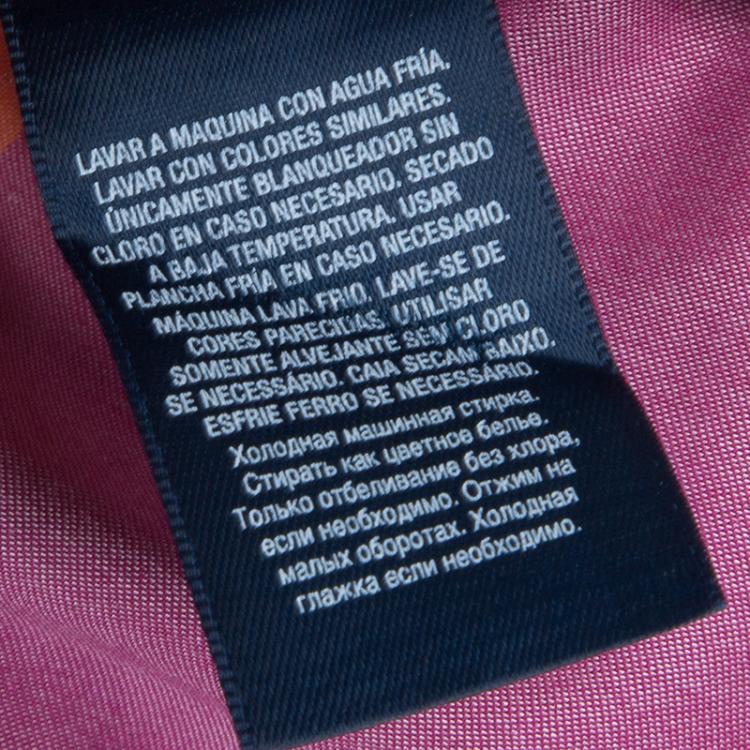 LAVAR A MAQUINA CON AGUA FRÍA.
LAVAR CON COLORES SIMILARES.
ÚNICAMENTE BLANQUEADOR SIN
CLORO EN CASO NECESARIO. SECADO
A BAJA TEMPERATURA. USAR
PLANCHA FRÍA EN CASO NECESARIO.
MÁQUINA LAVA FRIO. LAVE-SE DE
CORES PARECIDAS. UTILISAR
SOMENTE ALVEJANTE SEM CLORO
SE NECESSÁRIO. CAIA SECAM BAIXO.
ESFRIE FERRO SE NECESSÁRIO.
Холодная машинная стирка.
Стирать как цветное белье.
Только отбеливание без хлора,
если необходимо. Отжим на
малых оборотах. Холодная
глажка если необходимо.